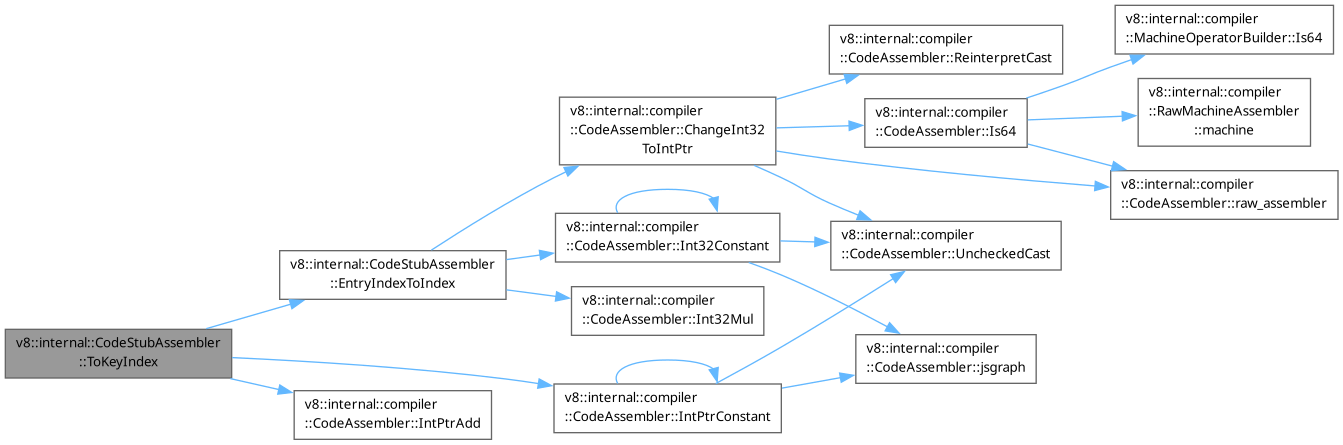 v8::internal::compiler
::MachineOperatorBuilder::Is64
v8::internal::compiler
::CodeAssembler::ReinterpretCast
v8::internal::compiler
::RawMachineAssembler
::machine
v8::internal::compiler
::CodeAssembler::ChangeInt32
ToIntPtr
v8::internal::compiler
::CodeAssembler::Is64
v8::internal::compiler
::CodeAssembler::raw_assembler
v8::internal::compiler
::CodeAssembler::Int32Constant
v8::internal::compiler
::CodeAssembler::UncheckedCast
v8::internal::CodeStubAssembler
::EntryIndexToIndex
v8::internal::compiler
::CodeAssembler::Int32Mul
v8::internal::CodeStubAssembler
::ToKeyIndex
v8::internal::compiler
::CodeAssembler::jsgraph
v8::internal::compiler
::CodeAssembler::IntPtrConstant
v8::internal::compiler
::CodeAssembler::IntPtrAdd